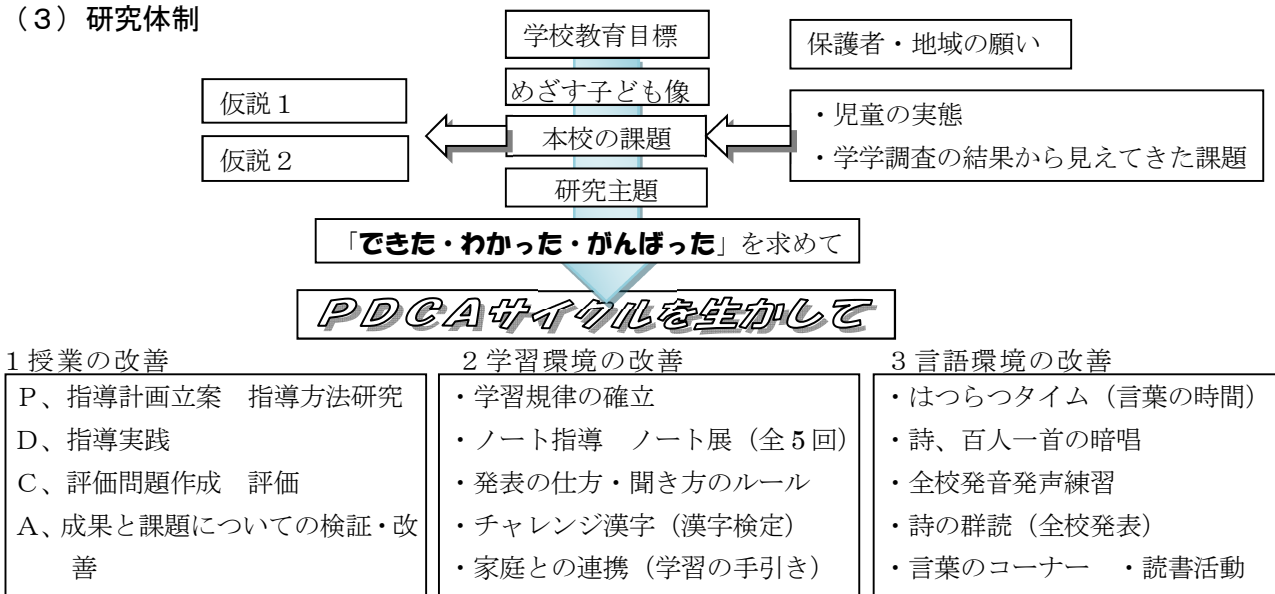 （３）研究体制
学校教育目標
保護者・地域の願い
めざす子ども像
仮説１
仮説２
本校の課題
・児童の実態
・学学調査の結果から見えてきた課題
研究主題
「できた・わかった・がんばった」を求めて
ＰＤＣＡサイクルを生かして
１授業の改善
Ｐ、指導計画立案　指導方法研究
Ｄ、指導実践
Ｃ、評価問題作成　評価
Ａ、成果と課題についての検証・改
善
２学習環境の改善
・学習規律の確立
・ノート指導　ノート展（全５回）
・発表の仕方・聞き方のルール
・チャレンジ漢字（漢字検定）
・家庭との連携（学習の手引き）
３言語環境の改善
・はつらつタイム（言葉の時間）
・詩、百人一首の暗唱
・全校発音発声練習
・詩の群読（全校発表）
・言葉のコーナー　・読書活動